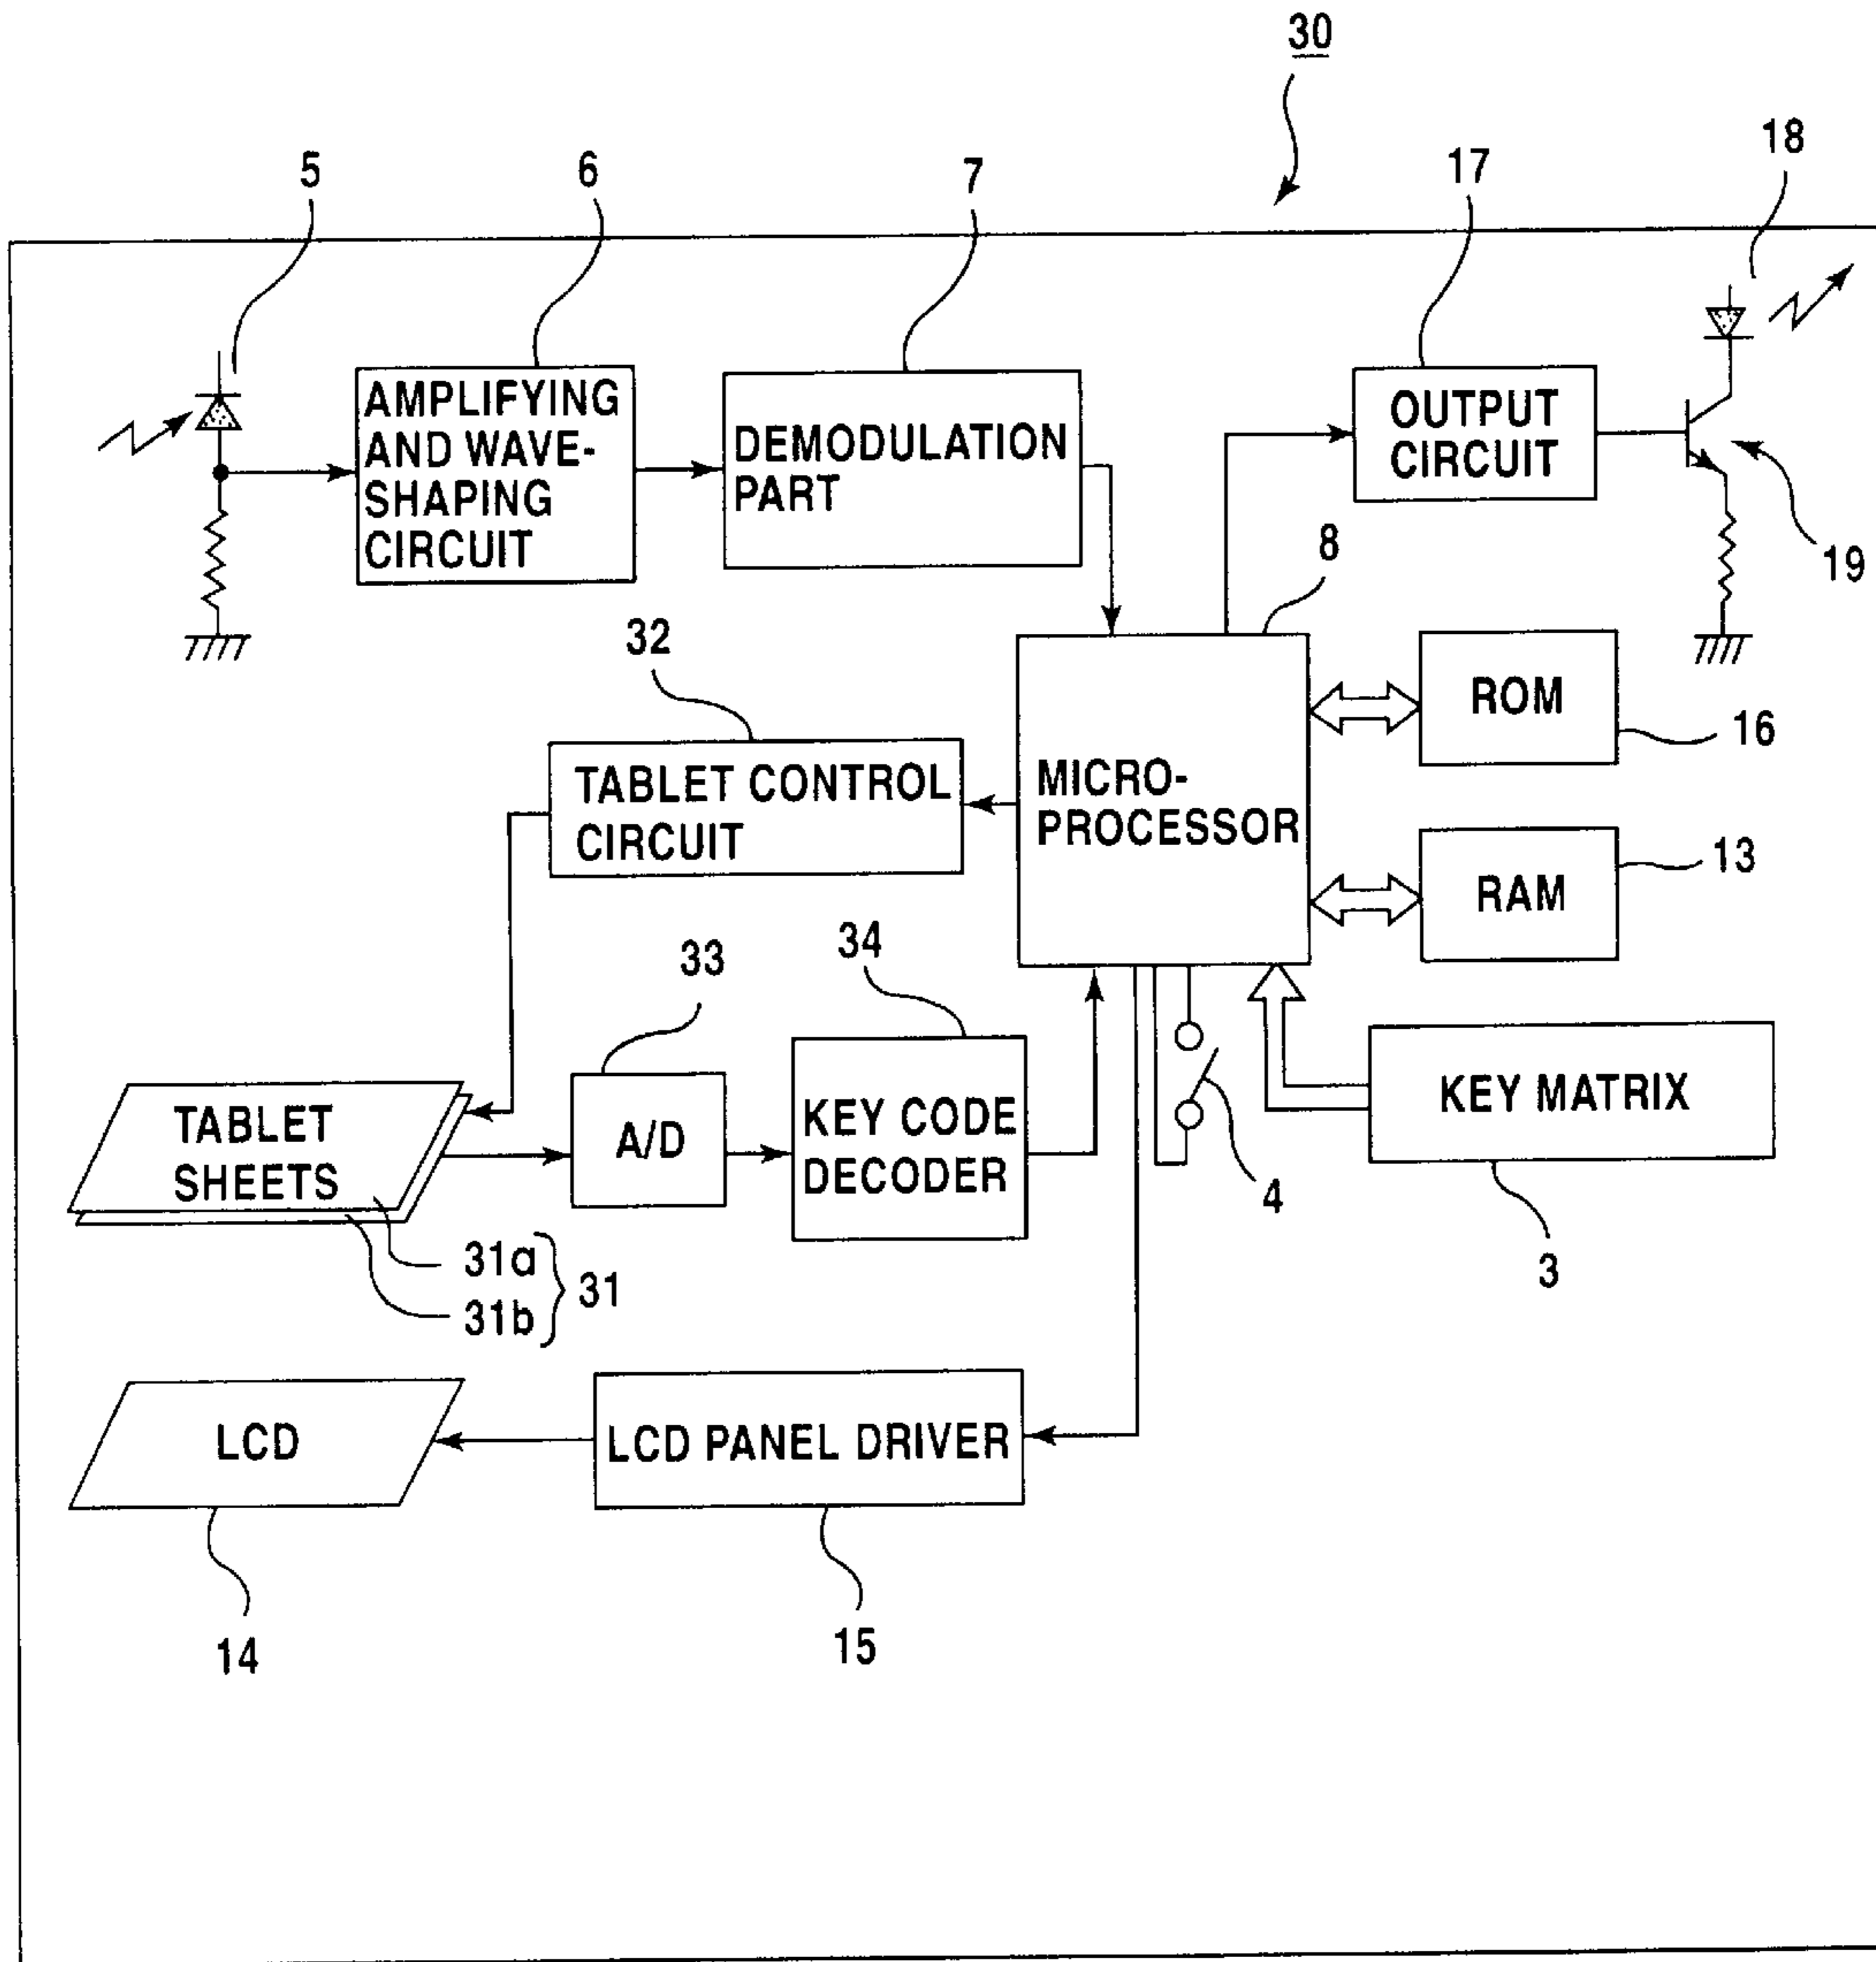 30
5
6
7
17
18
AMPLIFYING
AND WAVE-
SHAPING
CIRCUIT
DEMODULATION
PART
OUTPUT
CIRCUIT
19
8
32
TABLET CONTROL
CIRCUIT
MICRO-
PROCESSOR
ROM
16
RAM
13
33
34
TABLET
SHEETS
A/D
KEY CODE
DECODER
4
KEY MATRIX
3
31a
31b
31
LCD
LCD PANEL DRIVER
14
15